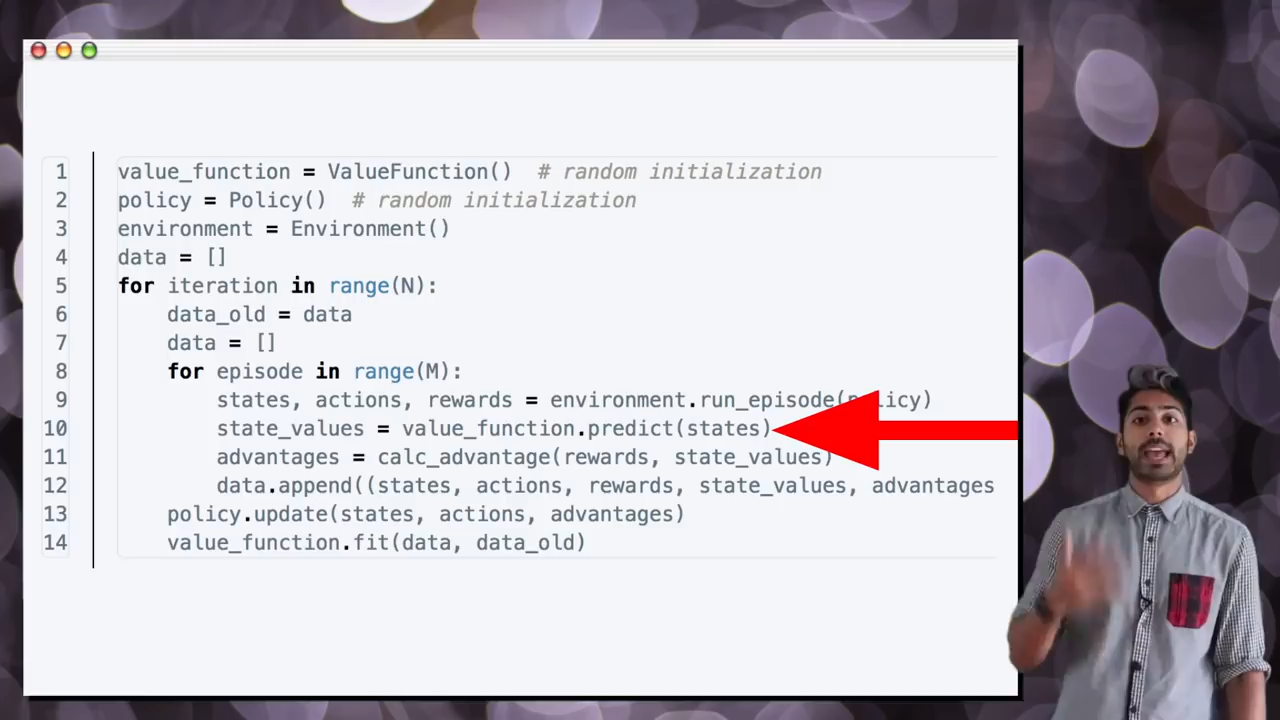 1 value_function = ValueFunction()  # random initialization
2 policy = Policy()  # random initialization
3 environment = Environment()
4 data = []
5 for iteration in range(N):
6     data_old = data
7     data = []
8     for episode in range(M):
9         states, actions, rewards = environment.run_episode(policy)
10         state_values = value_function.predict(states)
11         advantages = calc_advantage(rewards, state_values)
12         data.append((states, actions, rewards, state_values, advantages
13     policy.update(states, actions, advantages)
14     value_function.fit(data, data_old)